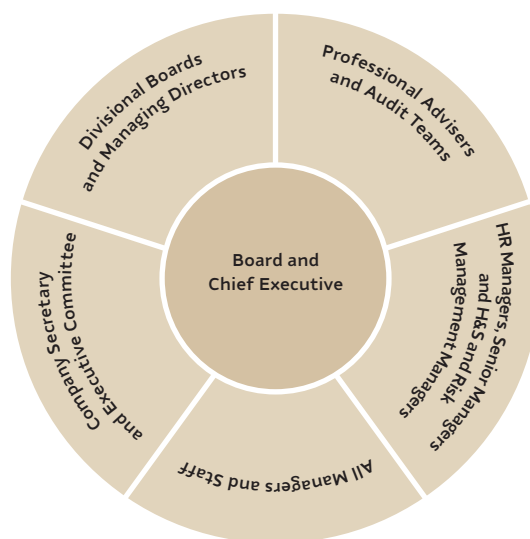 Divisional Boards
and Managing Directors
Professional Advisers
and Audit Teams
Board and
Chief Executive
HR Managers, Senior Managers
and H&S and Risk
Management Managers
Company Secretary
and Executive Committee
All Managers and Staff